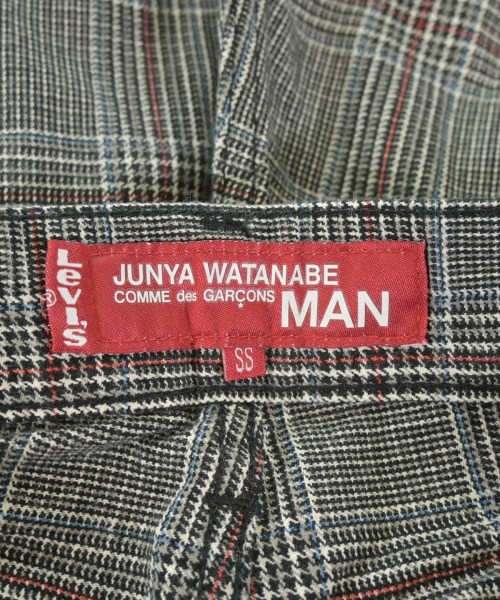 Levi's
®
JUNYA WATANABE
COMME des GARÇONS MAN
SS